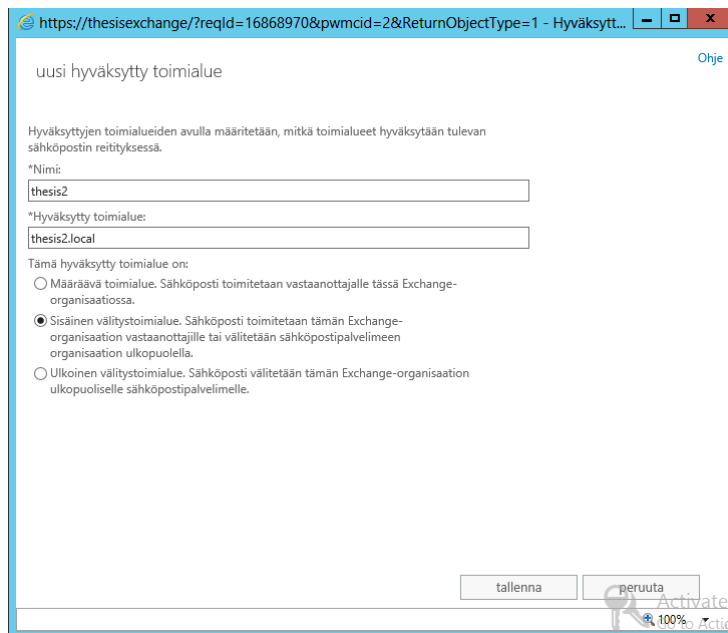 https://thesisexchange/?reqId=16868970&pwmcid=2&ReturnObjectType=1 - Hyväksytt...
Ohje
uusi hyväksytty toimialue
Hyväksyttyjen toimialueiden avulla määritetään, mitkä toimialueet hyväksytään tulevan
sähköpostin reitityksessä.
*Nimi:
thesis2
*Hyväksytty toimialue:
thesis2.local
Tämä hyväksytty toimialue on:
Määräävä toimialue. Sähköposti toimitetaan vastaanottajalle tässä Exchange-
organisaatiossa.
Sisäinen välitystoimialue. Sähköposti toimitetaan tämän Exchange-
organisaation vastaanottajille tai välitetään sähköpostipalvelimeen
organisaation ulkopuolella.
Ulkoinen välitystoimialue. Sähköposti välitetään tämän Exchange-organisaation
ulkopuoliselle sähköpostipalvelimelle.
tallenna
peruuta
Activate
100%
Go to Acti